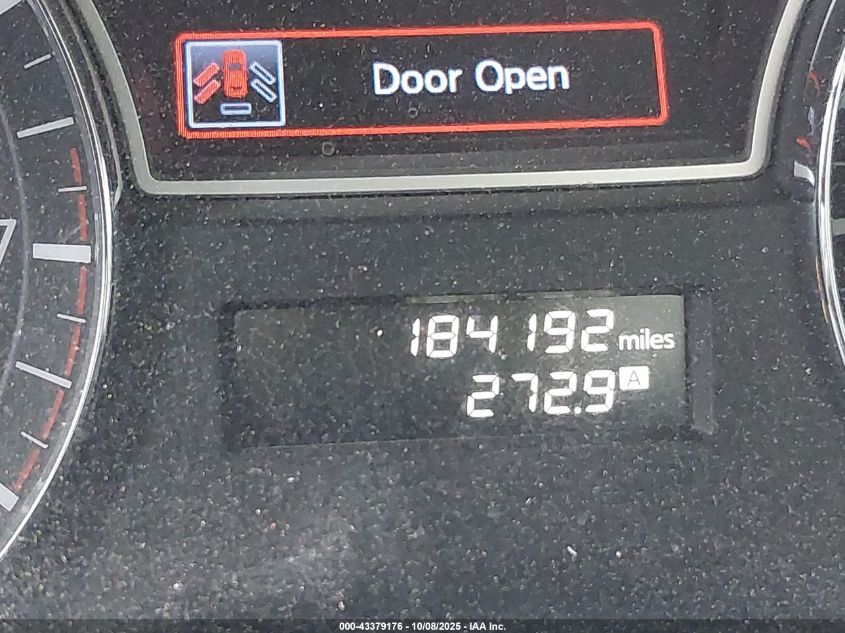 Door Open
184192 miles
272.9 A
000-43379176 - 10/08/2025 - IAA Inc.